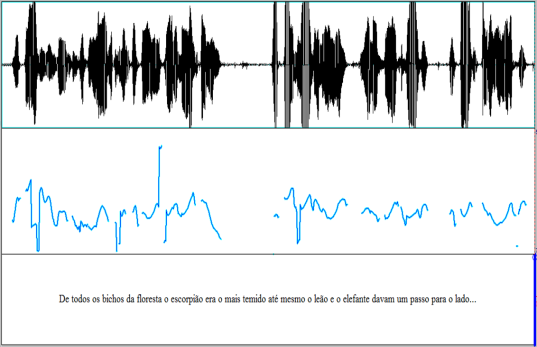 De todos os bichos da floresta o escorpião era o mais temido até mesmo o leão e o elefante davam um passo para o lado...